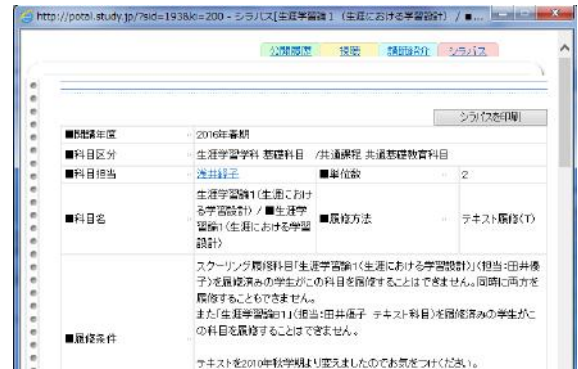 http://potol.study.jp/?sid=193&lo=200 - シラバス[生涯学習論1（生涯における学習設計）/ ■...
公開履歴 視聴 講師紹介 シラバス
シラバスを印刷
■開講年度 2016年春期
■科目区分 生涯学習学科 基礎科目 /共通課程 共通基礎教育科目
■科目担当 浅井経子 ■単位数 2
■科目名 生涯学習論1(生涯におけ
る学習設計) / ■生涯学
習論1(生涯における学習
設計)
■履修方法 テキスト履修(T)
■履修条件
スクーリング履修科目「生涯学習論1(生涯における学習設計)」(担当:田井優
子)を履修済みの学生がこの科目を履修することはできません。同時に両方を
履修することもできません。
また「生涯学習論B1」(担当:田井優子 テキスト科目)を履修済みの学生がこ
の科目を履修することはできません。
テキストを2010年秋学期より変えましたのでお気をつけください。